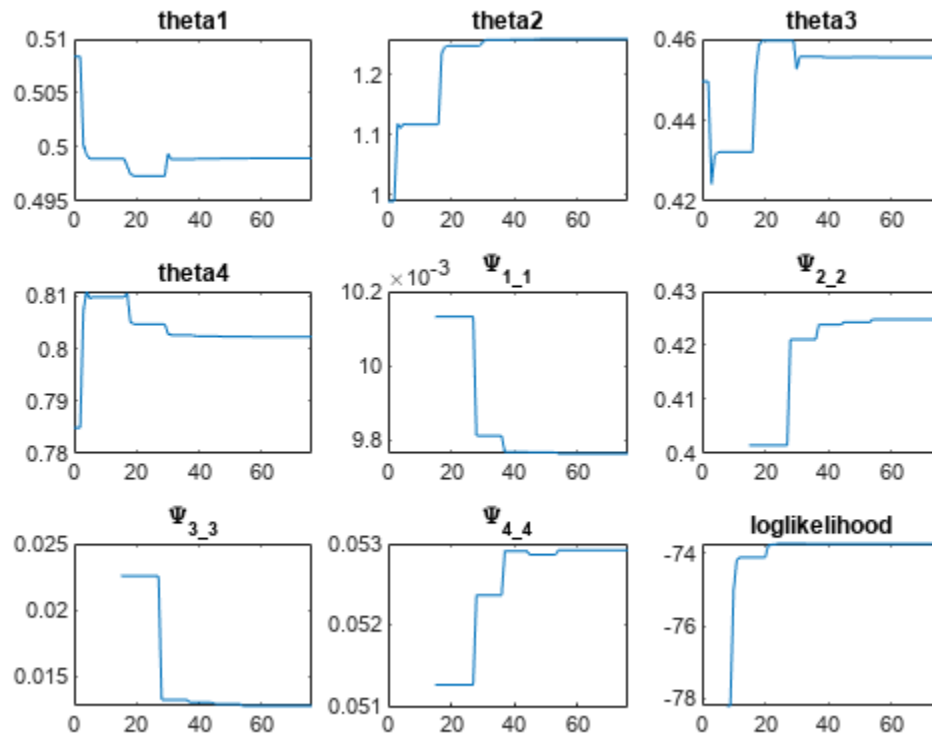 theta1
theta2
theta3
0.51
0.505
0.5
0.495
0 20 40 60
1.2
1.1
1
0 20 40 60
0.46
0.44
0.42
0 20 40 60
theta4
Ψ1_1
Ψ2_2
0.81
0.8
0.79
0.78
0 20 40 60
×10-3
10.2
10
9.8
0 20 40 60
0.43
0.42
0.41
0.4
0 20 40 60
Ψ3_3
Ψ4_4
loglikelihood
0.025
0.02
0.015
0 20 40 60
0.053
0.052
0.051
0 20 40 60
-74
-76
-78
0 20 40 60